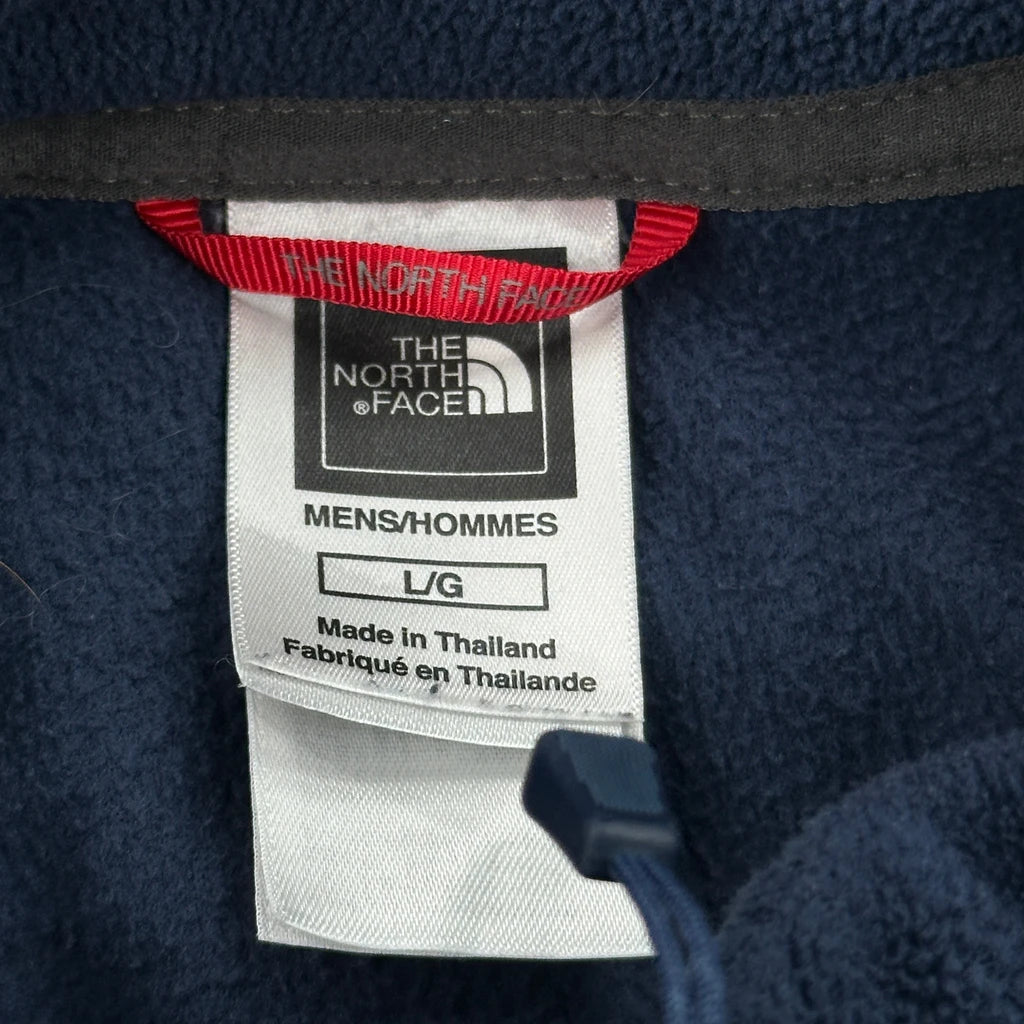 THE NORTH FACE
THE
NORTH
®FACE
MENS/HOMMES
L/G
Made in Thailand
Fabriqué en Thailande